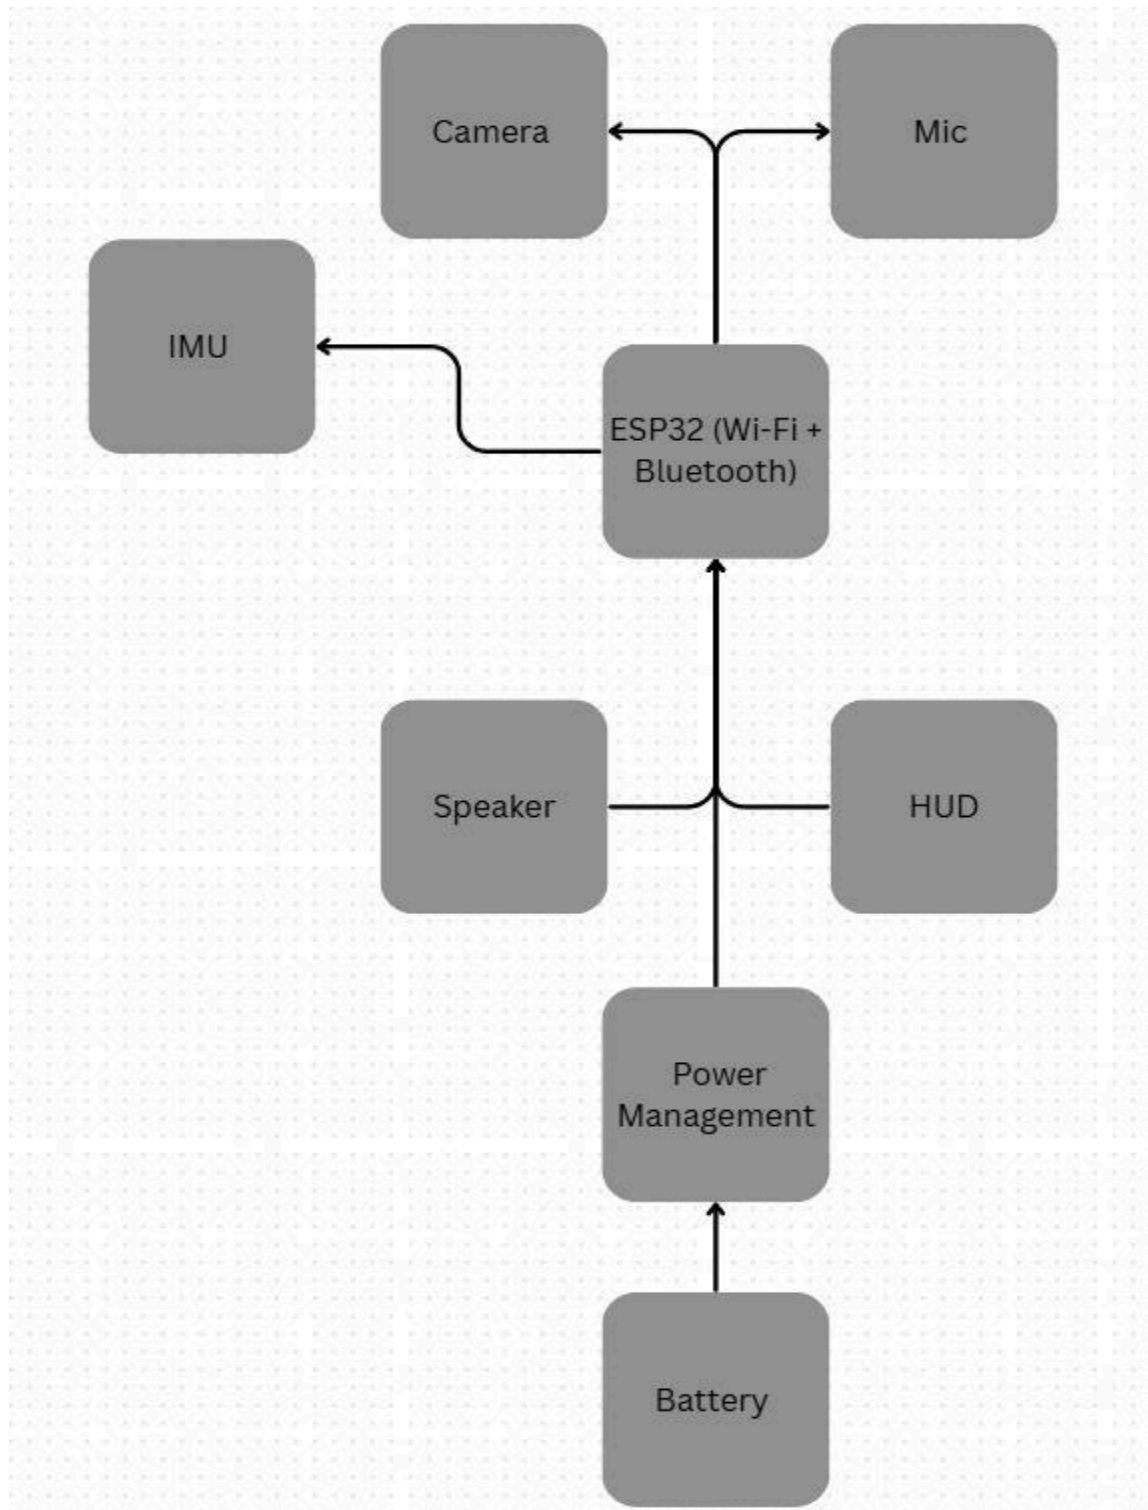 Camera
Mic
IMU
ESP32 (Wi-Fi +
Bluetooth)
Speaker
HUD
Power
Management
Battery